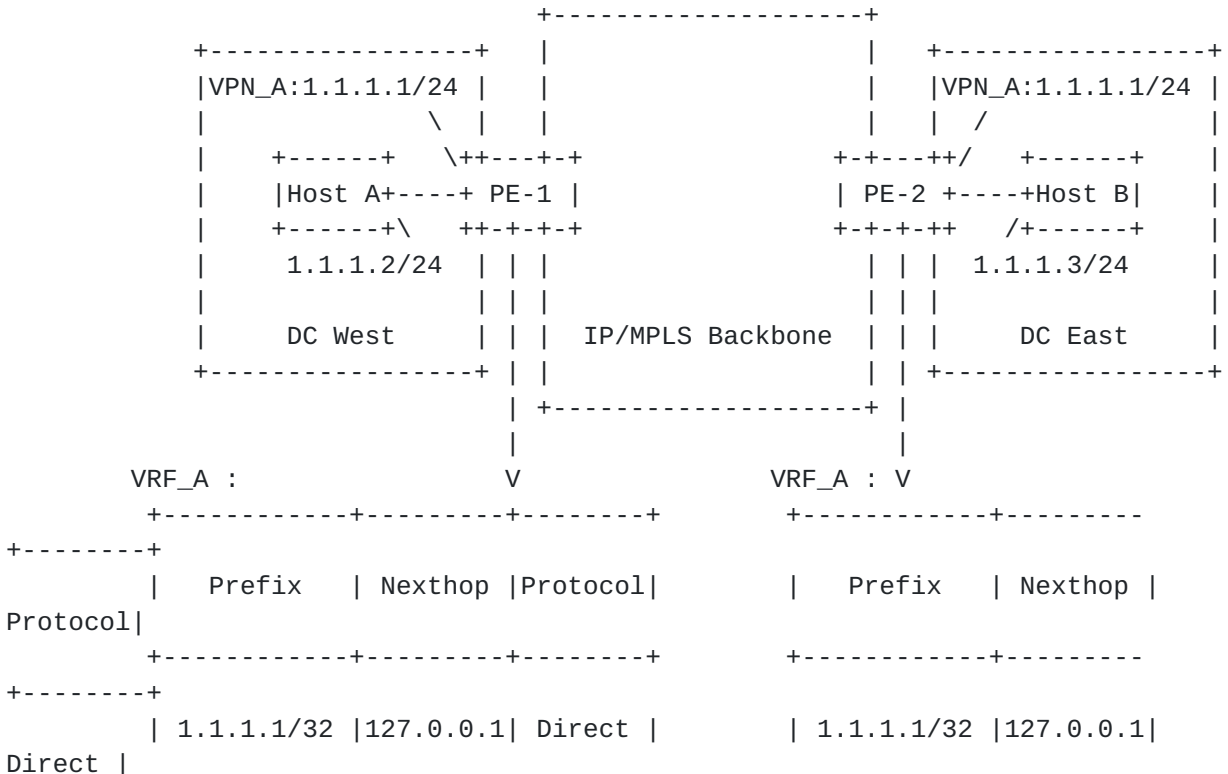 +--------------------+
            +-----------------+   |                    |   +-----------------+
            |VPN_A:1.1.1.1/24 |   |                    |   |VPN_A:1.1.1.1/24 |
            |              \  |   |                    |   |  /              |
            |    +------+   \++---+-+                +-+---++/   +------+    |
            |    |Host A+----+ PE-1 |                | PE-2 +----+Host B|    |
            |    +------+\   ++-+-+-+                +-+-+-++   /+------+    |
            |     1.1.1.2/24  | | |                    | | |  1.1.1.3/24     |
            |                 | | |                    | | |                 |
            |     DC West     | | |  IP/MPLS Backbone  | | |     DC East     |
            +-----------------+ | |                    | | +-----------------+
                                | +--------------------+ |
                                |                        |
        VRF_A :                 V                VRF_A : V
         +------------+---------+--------+        +------------+---------
+--------+
         |   Prefix   | Nexthop |Protocol|        |   Prefix   | Nexthop |
Protocol|
         +------------+---------+--------+        +------------+---------
+--------+
         | 1.1.1.1/32 |127.0.0.1| Direct |        | 1.1.1.1/32 |127.0.0.1|
Direct |